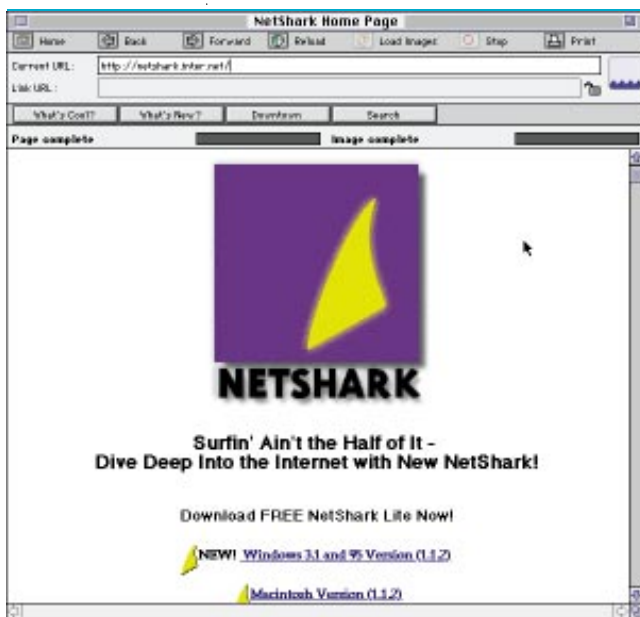 NetShark Home Page
Home Back Forward Reload Load Images Stop Print
Current URL: http://netshark.inter.net/
Link URL:
What's Cool? What's New? Downtown Search
Page complete Image complete
NETSHARK
Surfin' Ain't the Half of It -
Dive Deep Into the Internet with New NetShark!
Download FREE NetShark Lite Now!
NEW! Windows 3.1 and 95 Version (1.1.2)
Macintosh Version (1.1.2)